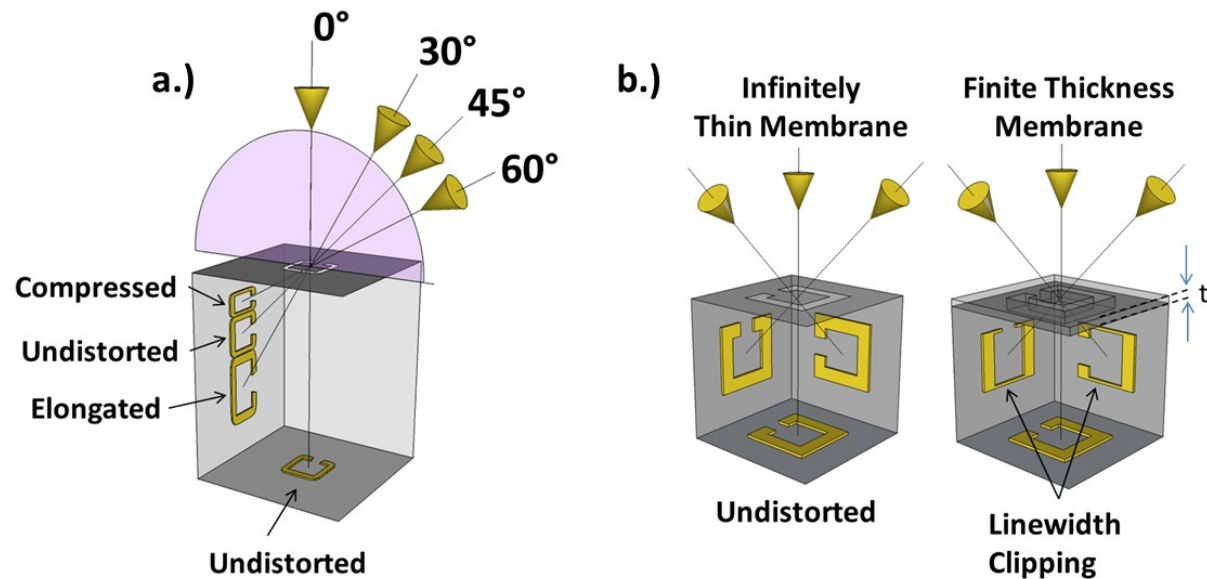 a.)
0°
30°
45°
60°
Compressed
Undistorted
Elongated
Undistorted
b.)
Infinitely
Thin Membrane
Finite Thickness
Membrane
t
Undistorted
Linewidth
Clipping